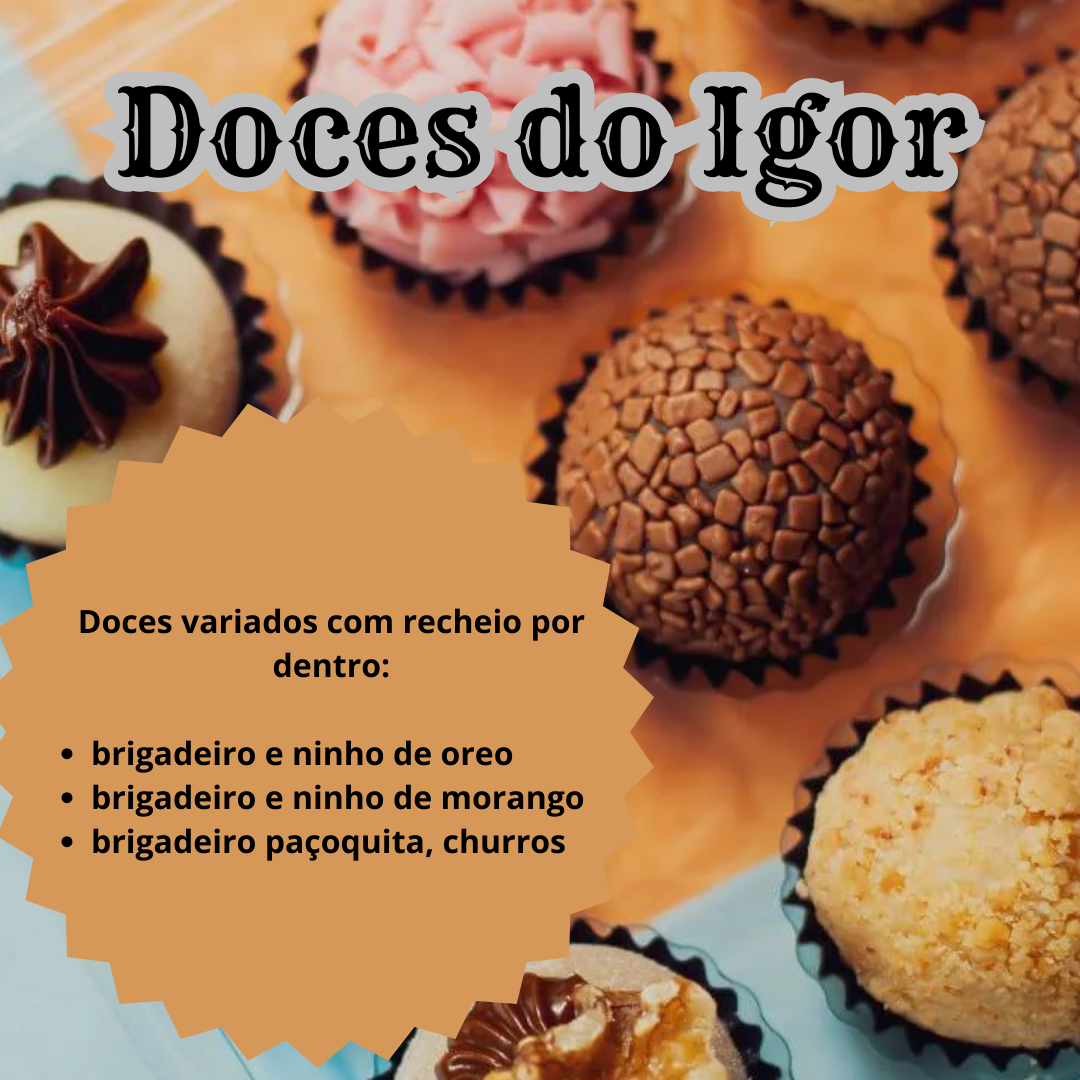 Doces do Igor
Doces variados com recheio por
dentro:
• brigadeiro e ninho de oreo
• brigadeiro e ninho de morango
• brigadeiro paçoquita, churros